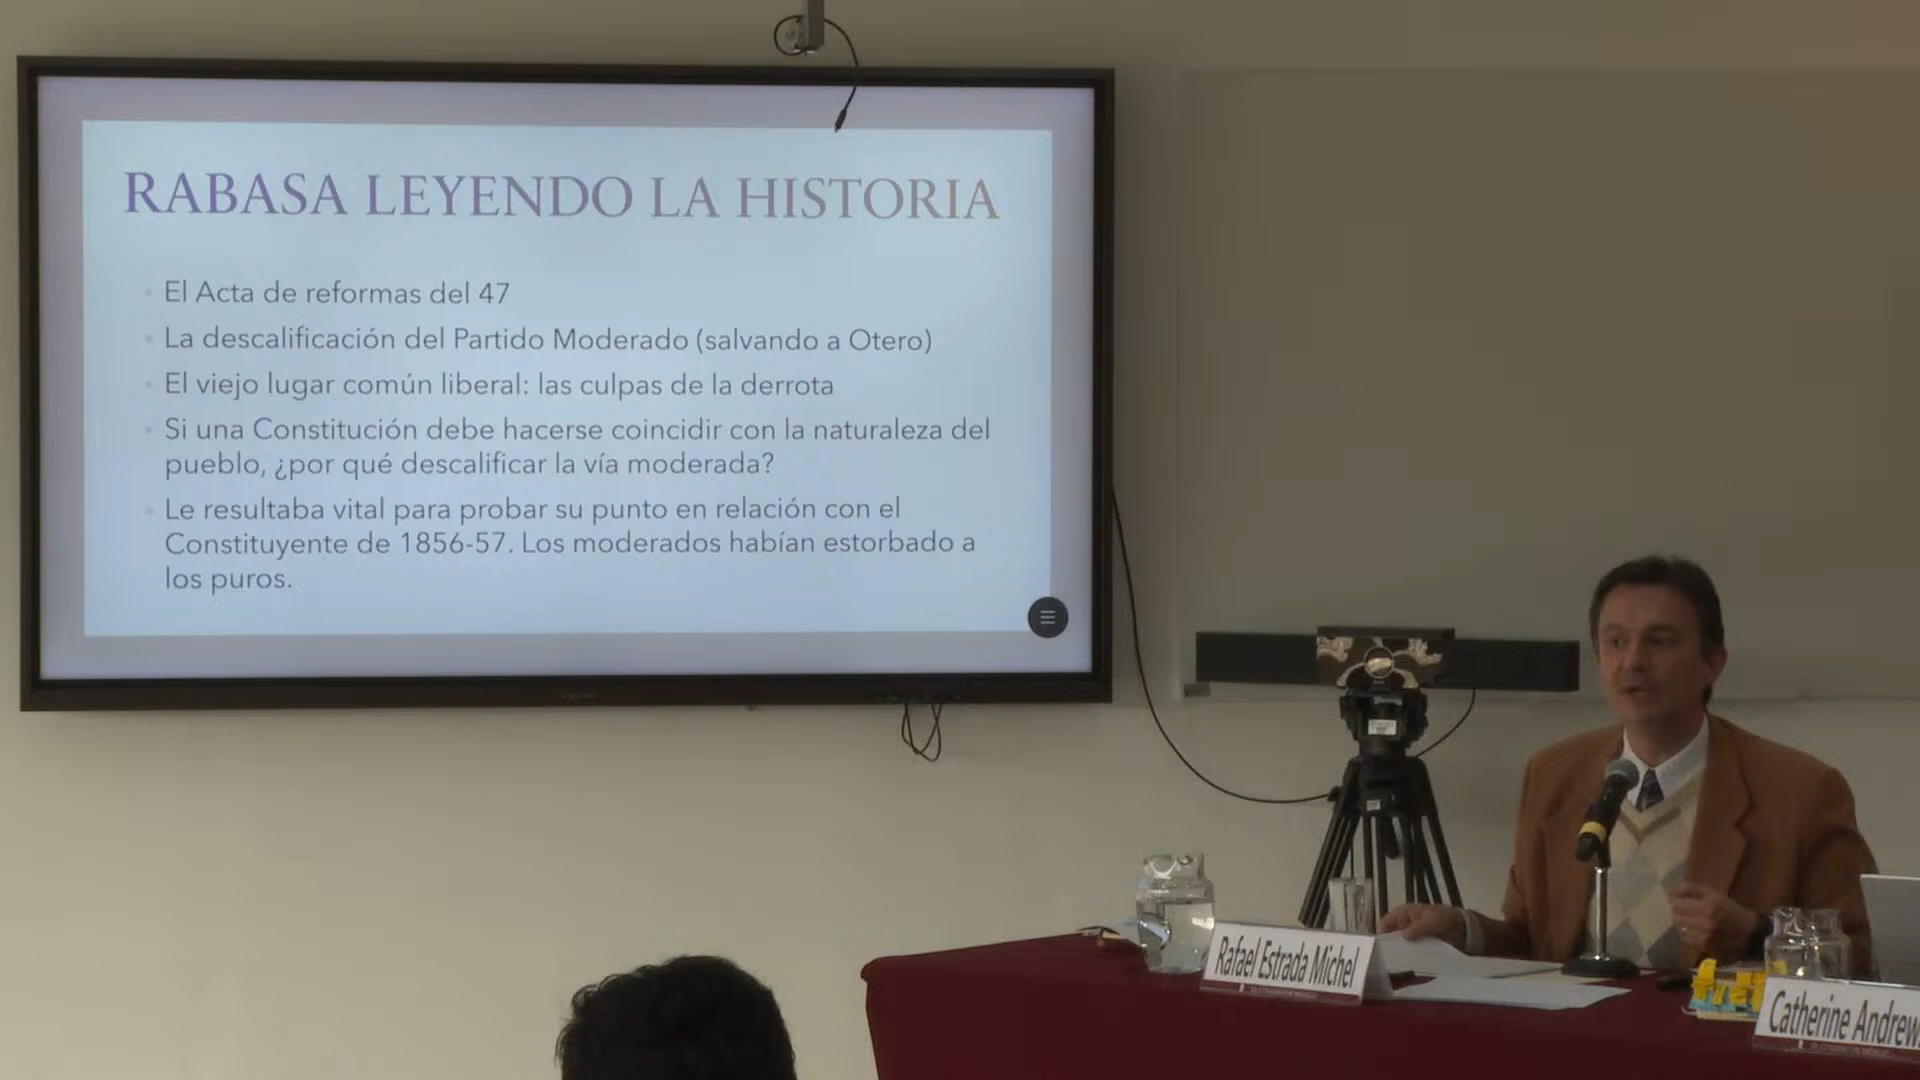 RABASA LEYENDO LA HISTORIA
El Acta de reformas del 47
La descalificación del Partido Moderado (salvando a Otero)
El viejo lugar común liberal: las culpas de la derrota
Si una Constitución debe hacerse coincidir con la naturaleza del
pueblo, ¿por qué descalificar la vía moderada?
Le resultaba vital para probar su punto en relación con el
Constituyente de 1856-57. Los moderados habían estorbado a
los puros.
Rafael Estrada Michel
Catherine Andrew